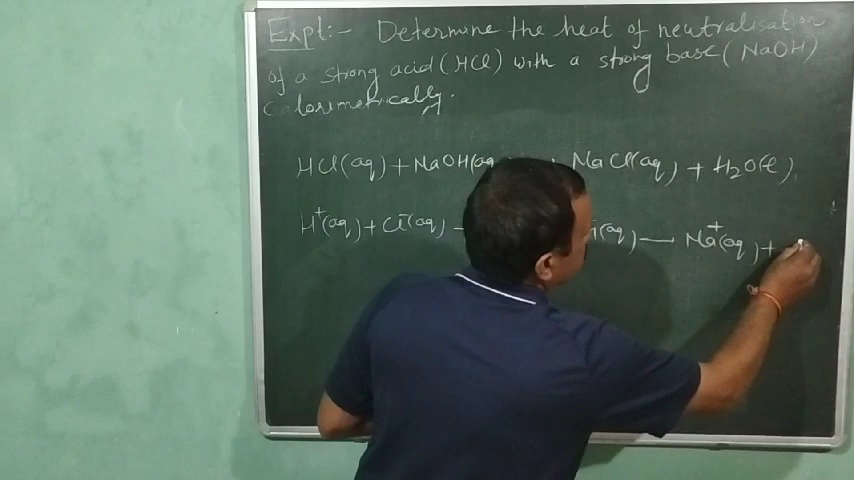 Expt:- Determine the heat of neutralisation
of a strong acid (HCl) with a strong base (NaOH)
Calorimetrically.
HCl(aq) + NaOH(aq NaCl(aq) + H₂O(ℓ)
H⁺(aq) + Cl⁻(aq) (aq) — Na⁺(aq) +